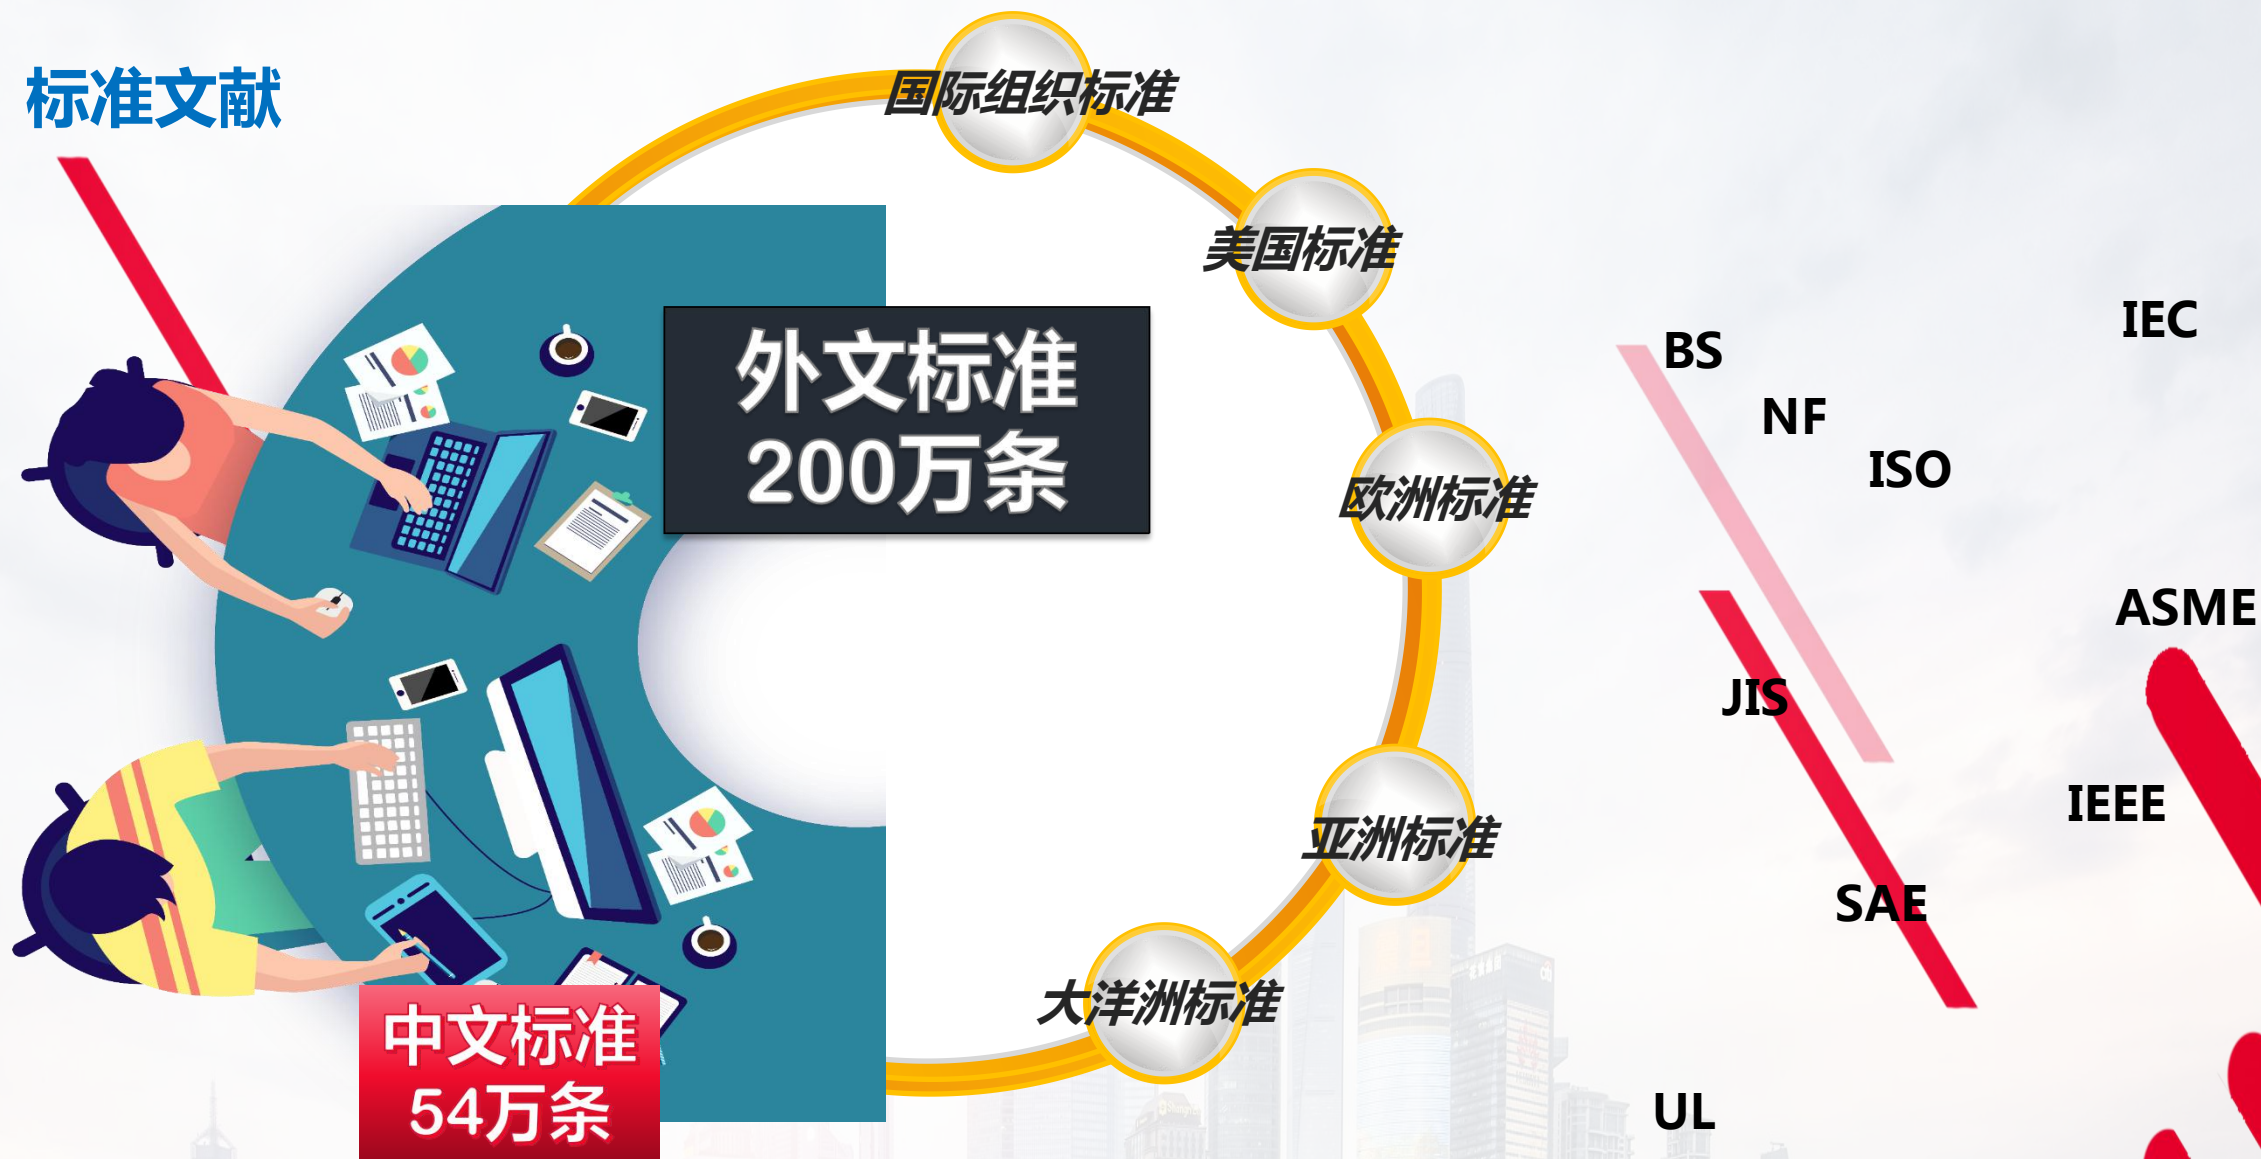 标准文献
国际组织标准
美国标准
外文标准
200万条
欧洲标准
亚洲标准
大洋洲标准
中文标准
54万条
BS
IEC
NF
ISO
ASME
JIS
IEEE
SAE
UL